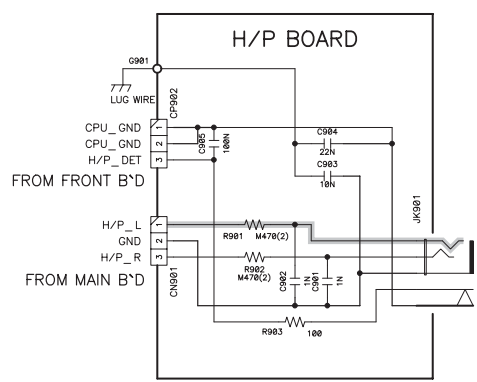 H/P BOARD
G901
LUG WIRE
CP902
CPU_GND
1
CPU_GND
2
H/P_DET
3
FROM FRONT B`D
C905
100N
C904
22N
C903
10N
JK901
H/P_L
1
GND
2
H/P_R
3
FROM MAIN B`D
CN901
R901
M470(2)
R902
M470(2)
C902
1N
C901
1N
R903
100